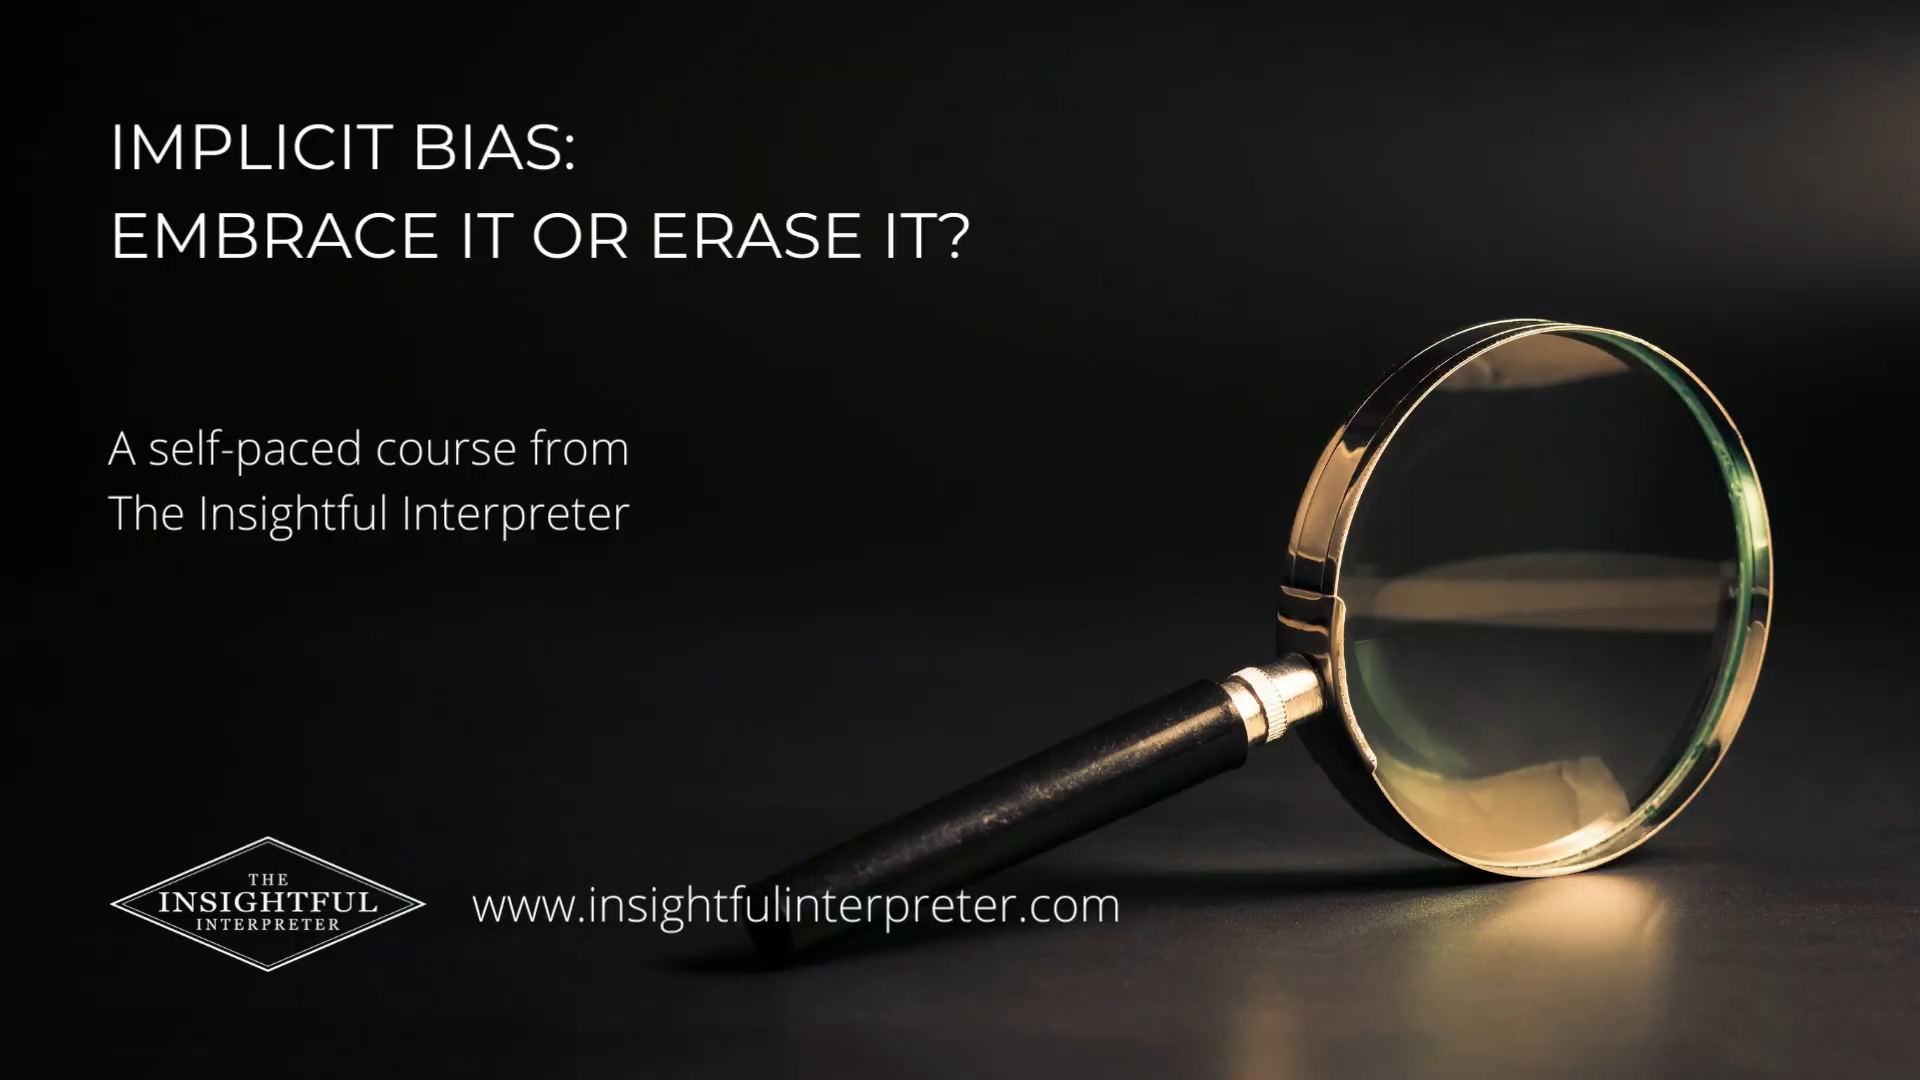 IMPLICIT BIAS:
EMBRACE IT OR ERASE IT?
A self-paced course from
The Insightful Interpreter
THE
INSIGHTFUL
INTERPRETER
www.insightfulinterpreter.com